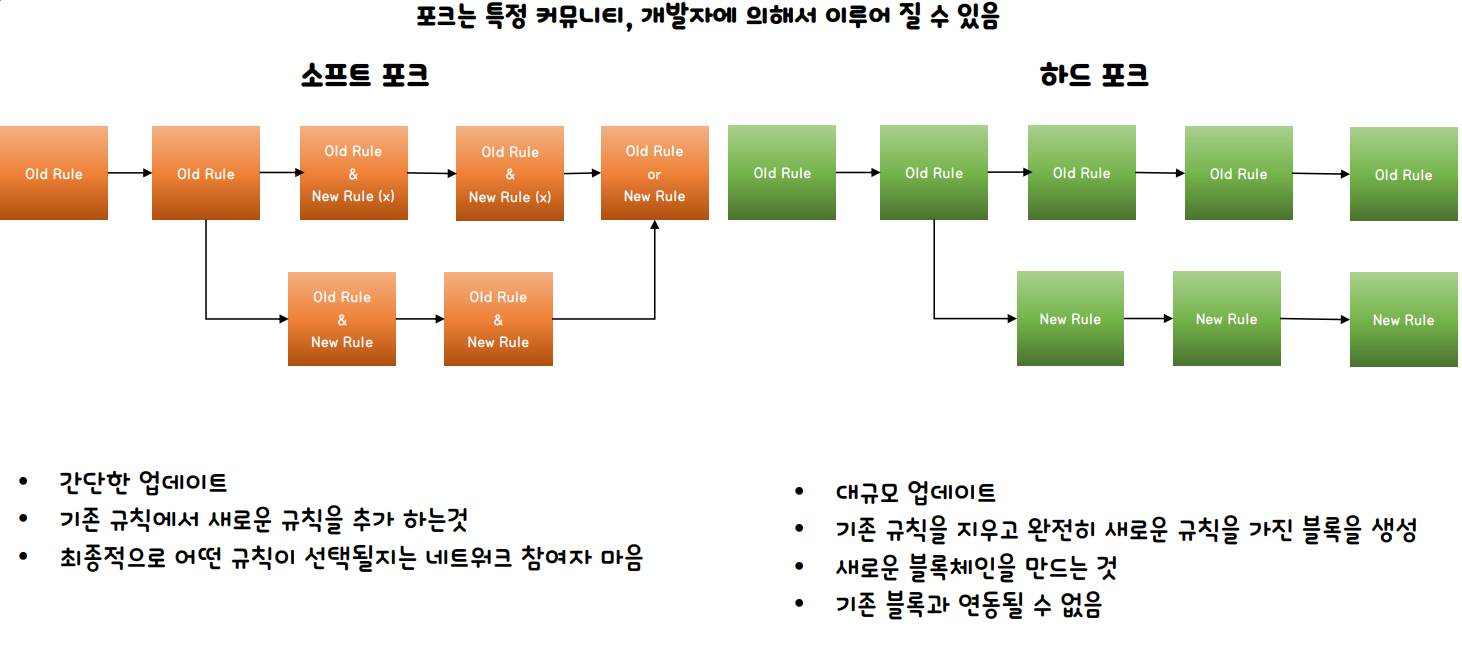 포크는 특정 커뮤니티, 개발자에 의해서 이루어 질 수 있음
소프트 포크
Old Rule
Old Rule
Old Rule
&
New Rule (x)
Old Rule
&
New Rule (x)
Old Rule
or
New Rule
Old Rule
&
New Rule
Old Rule
&
New Rule
• 간단한 업데이트
• 기존 규칙에서 새로운 규칙을 추가 하는것
• 최종적으로 어떤 규칙이 선택될지는 네트워크 참여자 마음
하드 포크
Old Rule
Old Rule
Old Rule
Old Rule
Old Rule
New Rule
New Rule
New Rule
• 대규모 업데이트
• 기존 규칙을 지우고 완전히 새로운 규칙을 가진 블록을 생성
• 새로운 블록체인을 만드는 것
• 기존 블록과 연동될 수 없음